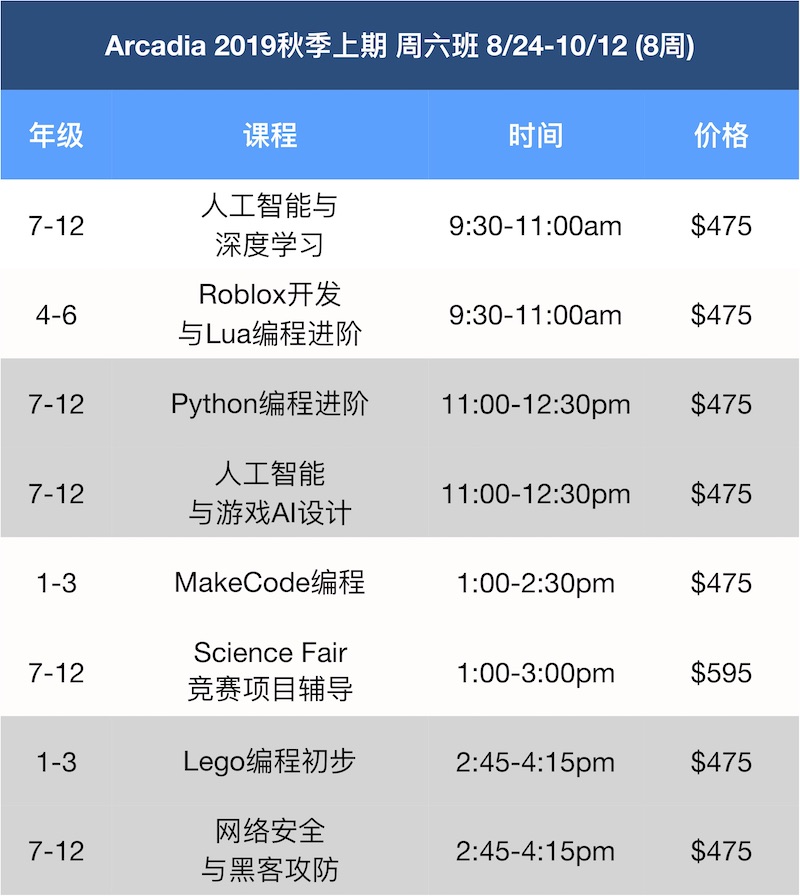 Arcadia 2019秋季上期 周六班 8/24-10/12 (8周)
年级 课程 时间 价格
7-12 人工智能与 9:30-11:00am $475
深度学习
4-6 Roblox开发 9:30-11:00am $475
与Lua编程进阶
7-12 Python编程进阶 11:00-12:30pm $475
7-12 人工智能 11:00-12:30pm $475
与游戏AI设计
1-3 MakeCode编程 1:00-2:30pm $475
7-12 Science Fair 1:00-3:00pm $595
竞赛项目辅导
1-3 Lego编程初步 2:45-4:15pm $475
7-12 网络安全 2:45-4:15pm $475
与黑客攻防